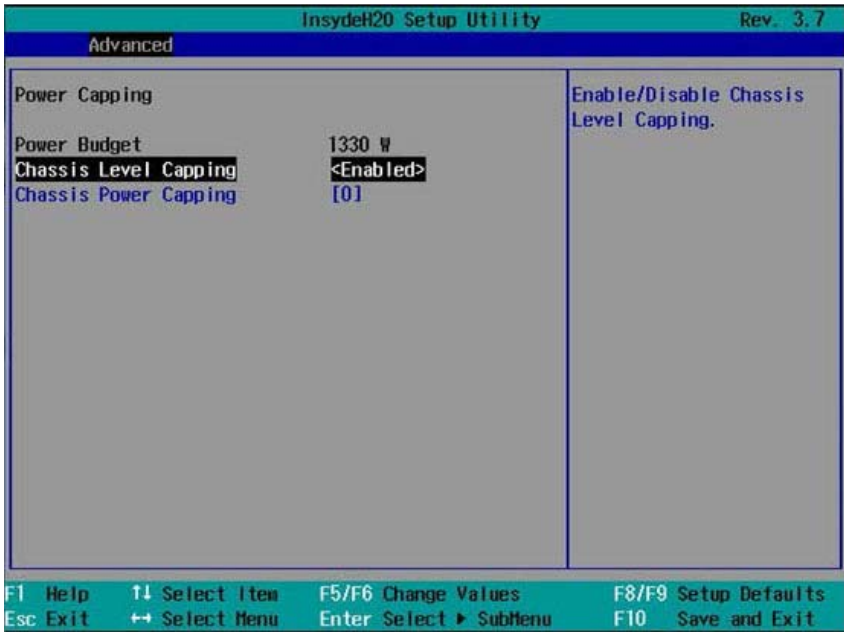 InsydeH20 Setup Utility Rev. 3.7
Advanced
Power Capping
Power Budget 1330 W
Chassis Level Capping <Enabled>
Chassis Power Capping [0]
Enable/Disable Chassis
Level Capping.
F1 Help ↑↓ Select Item F5/F6 Change Values F8/F9 Setup Defaults
Esc Exit ↔ Select Menu Enter Select ▶ SubMenu F10 Save and Exit